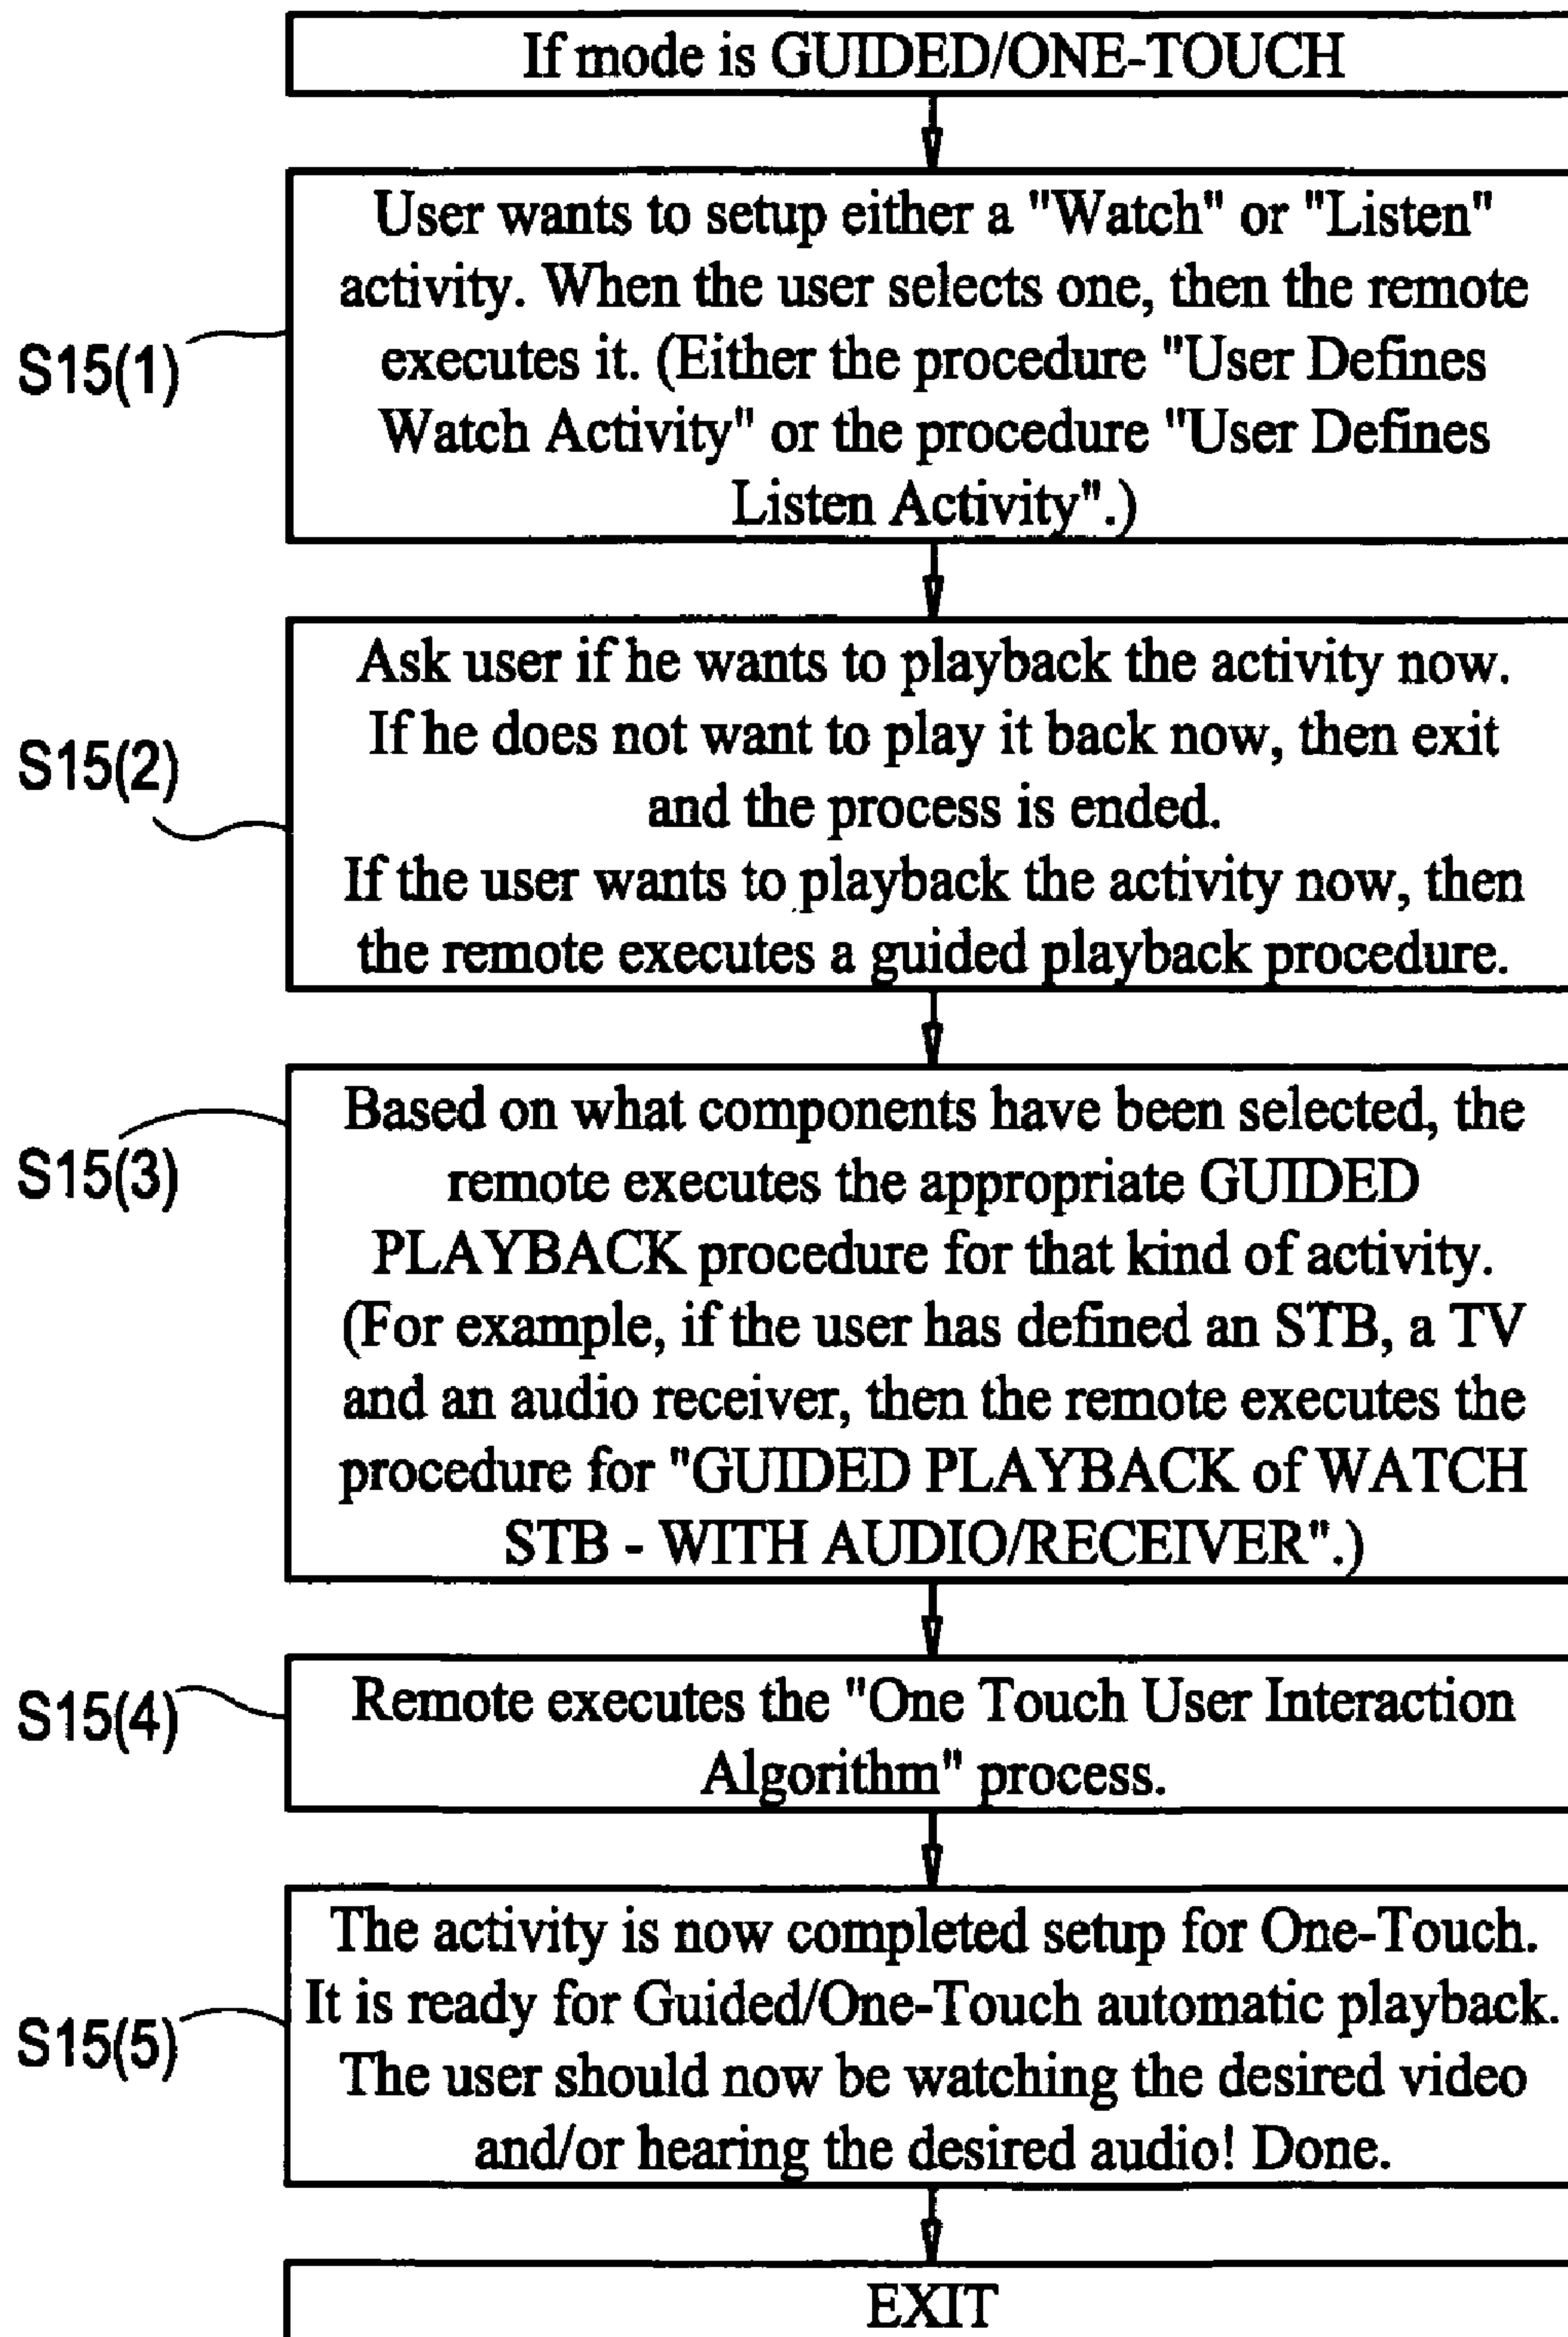 If mode is GUIDED/ONE-TOUCH
S15(1)
User wants to setup either a "Watch" or "Listen"
activity. When the user selects one, then the remote
executes it. (Either the procedure "User Defines
Watch Activity" or the procedure "User Defines
Listen Activity".)
S15(2)
Ask user if he wants to playback the activity now.
If he does not want to play it back now, then exit
and the process is ended.
If the user wants to playback the activity now, then
the remote executes a guided playback procedure.
S15(3)
Based on what components have been selected, the
remote executes the appropriate GUIDED
PLAYBACK procedure for that kind of activity.
(For example, if the user has defined an STB, a TV
and an audio receiver, then the remote executes the
procedure for "GUIDED PLAYBACK of WATCH
STB - WITH AUDIO/RECEIVER".)
S15(4)
Remote executes the "One Touch User Interaction
Algorithm" process.
S15(5)
The activity is now completed setup for One-Touch.
It is ready for Guided/One-Touch automatic playback.
The user should now be watching the desired video
and/or hearing the desired audio! Done.
EXIT